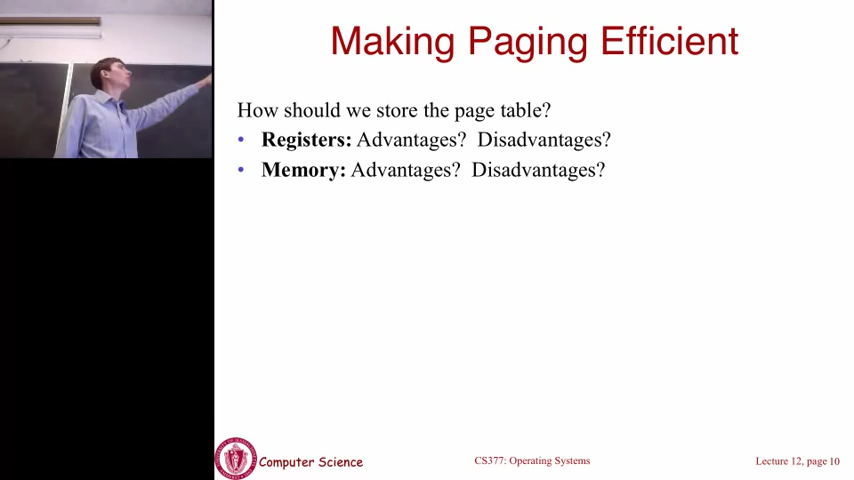 Making Paging Efficient
How should we store the page table?
• Registers: Advantages? Disadvantages?
• Memory: Advantages? Disadvantages?
Computer Science
CS377: Operating Systems
Lecture 12, page 10